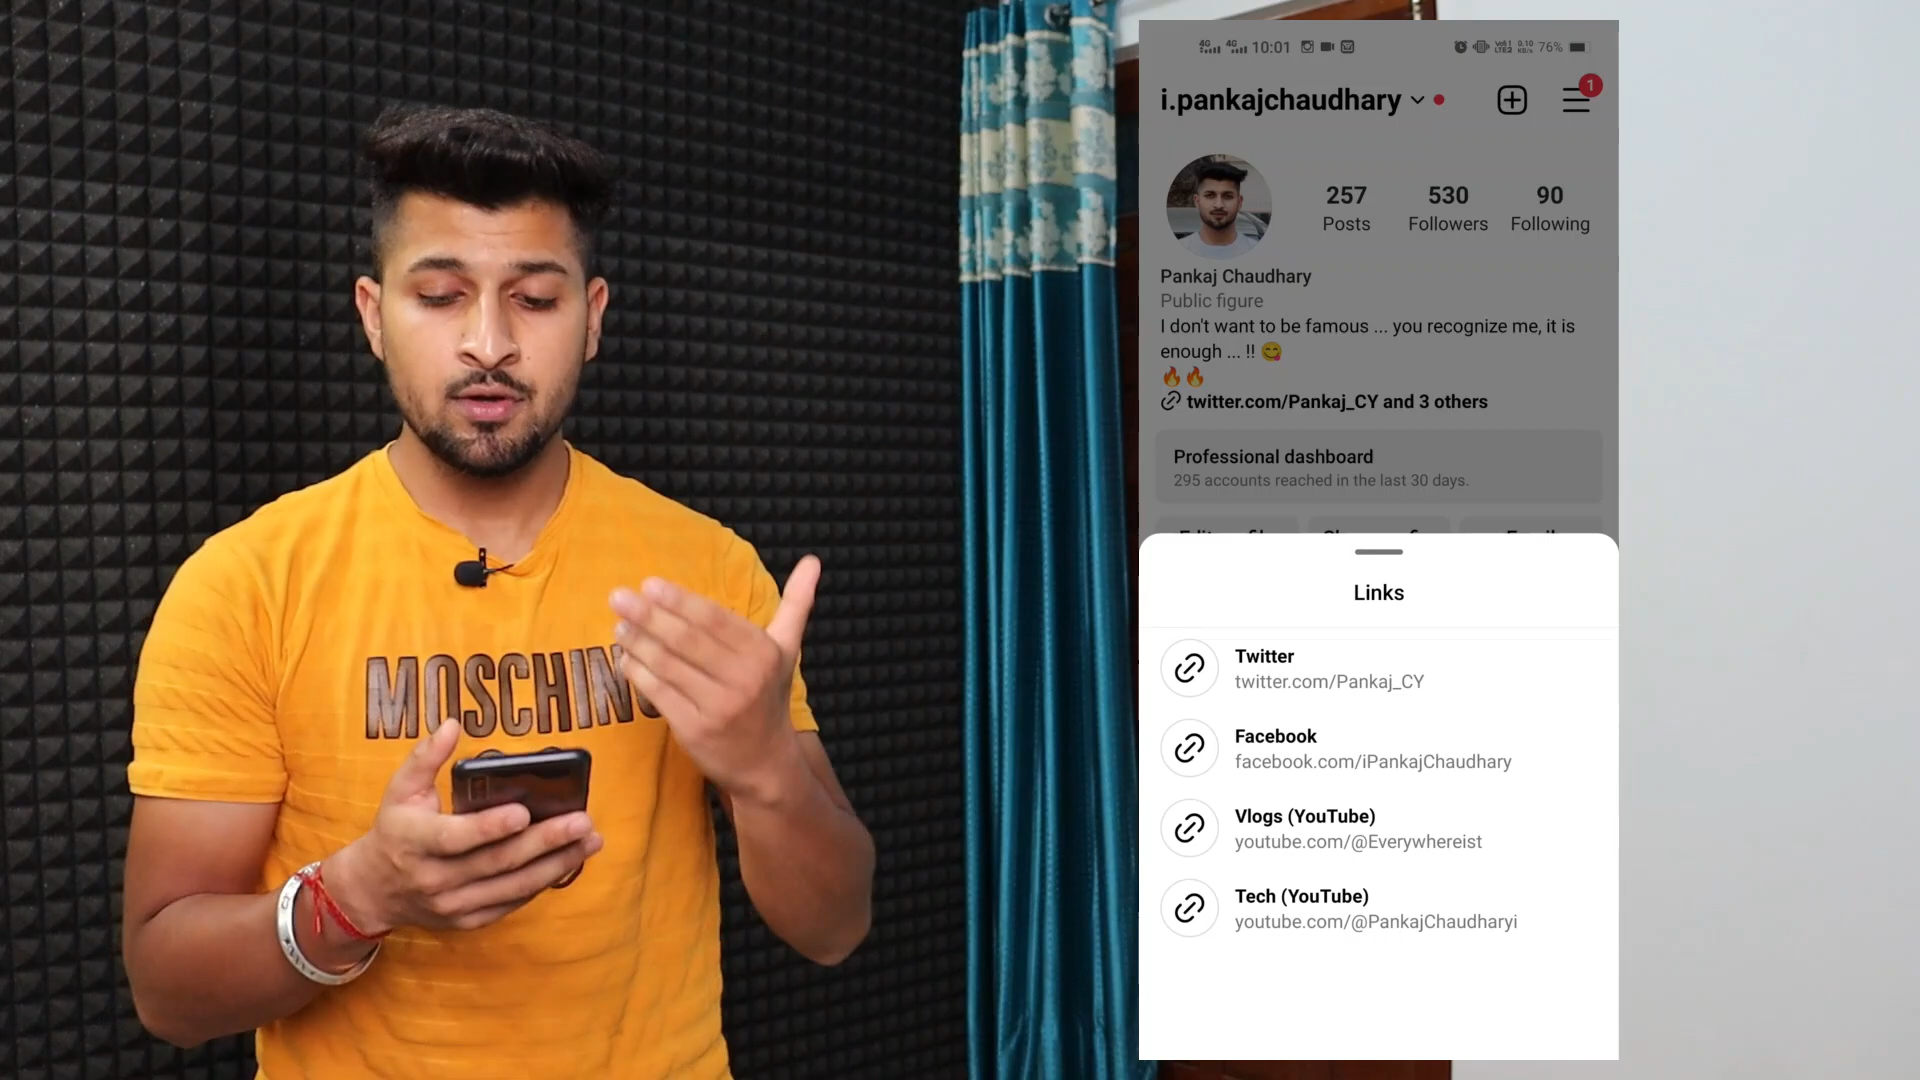 MOSCHIN
4G 4G 10:01 76%
i.pankajchaudhary
1
257 530 90
Posts Followers Following
Pankaj Chaudhary
Public figure
I don't want to be famous ... you recognize me, it is
enough ... !! 😋
🔥🔥
twitter.com/Pankaj_CY and 3 others
Professional dashboard
295 accounts reached in the last 30 days.
Links
Twitter
twitter.com/Pankaj_CY
Facebook
facebook.com/iPankajChaudhary
Vlogs (YouTube)
youtube.com/@Everywhereist
Tech (YouTube)
youtube.com/@PankajChaudharyi